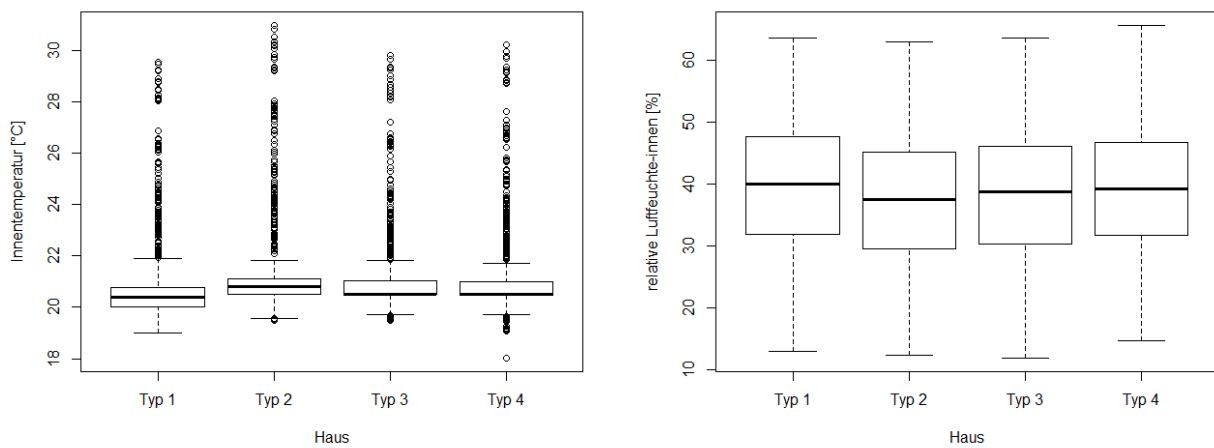 Innentemperatur [°C]
30
28
26
24
22
20
18
Typ 1 Typ 2 Typ 3 Typ 4
Haus
relative Luftfeuchte-innen [%]
60
50
40
30
20
10
Typ 1 Typ 2 Typ 3 Typ 4
Haus